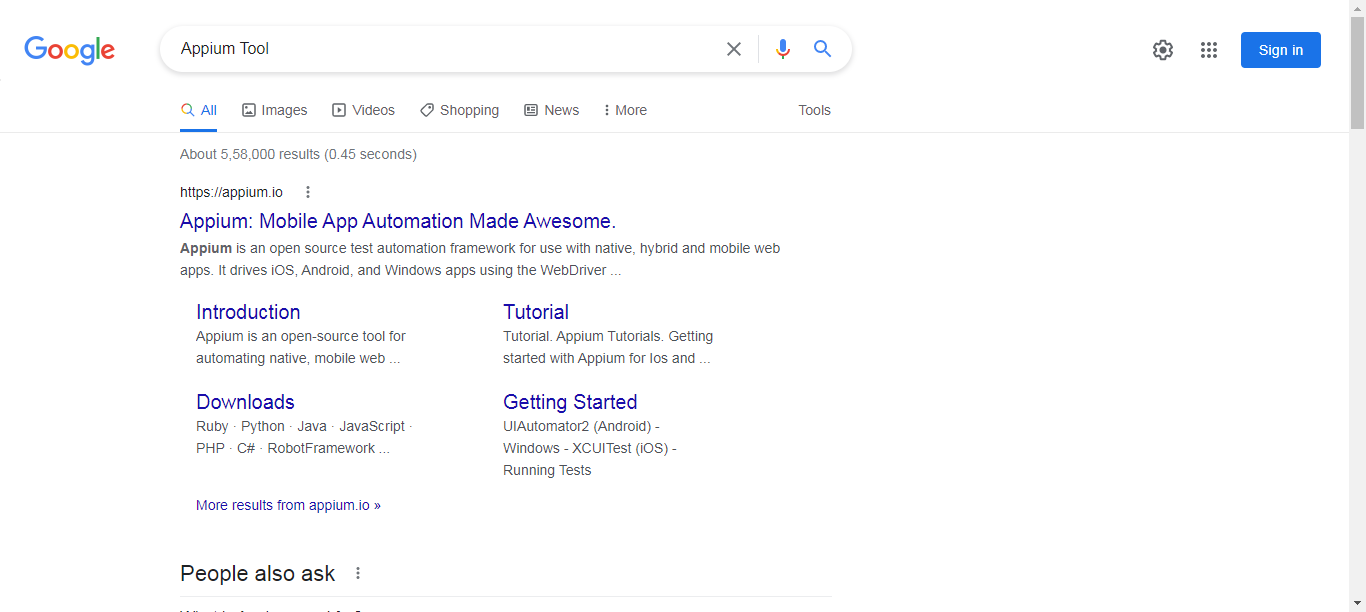 Google
Appium Tool
Sign in
All Images Videos Shopping News More Tools
About 5,58,000 results (0.45 seconds)
https://appium.io
Appium: Mobile App Automation Made Awesome.
Appium is an open source test automation framework for use with native, hybrid and mobile web
apps. It drives iOS, Android, and Windows apps using the WebDriver ...
Introduction
Appium is an open-source tool for
automating native, mobile web ...
Tutorial
Tutorial. Appium Tutorials. Getting
started with Appium for Ios and ...
Downloads
Ruby · Python · Java · JavaScript ·
PHP · C# · RobotFramework ...
Getting Started
UIAutomator2 (Android) -
Windows - XCUITest (iOS) -
Running Tests
More results from appium.io »
People also ask